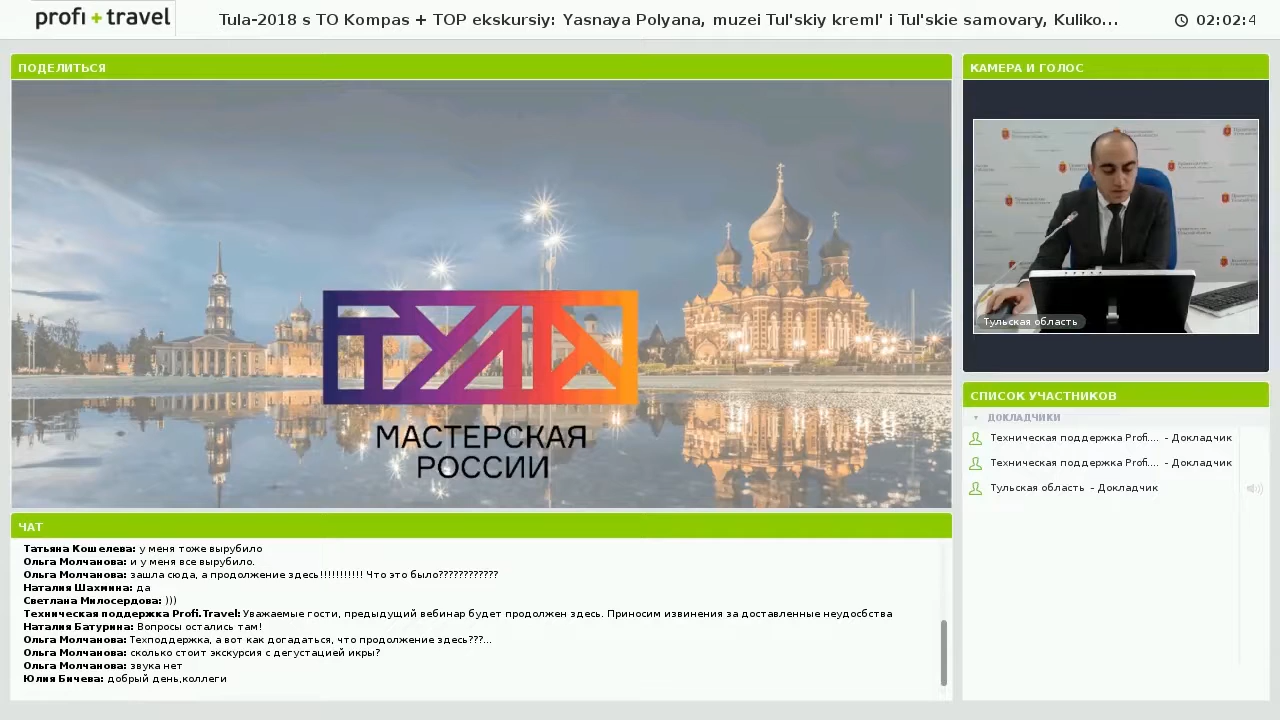 profi + travel
Tula-2018 s TO Kompas + TOP ekskursiy: Yasnaya Polyana, muzei Tul'skiy kreml' i Tul'skie samovary, Kuliko...
02:02:4
ПОДЕЛИТЬСЯ
ТУЛА
МАСТЕРСКАЯ
РОССИИ
КАМЕРА И ГОЛОС
Тульская область
СПИСОК УЧАСТНИКОВ
ДОКЛАДЧИКИ
Техническая поддержка Profi.... - Докладчик
Техническая поддержка Profi.... - Докладчик
Тульская область - Докладчик
ЧАТ
Татьяна Кошелева: у меня тоже вырубило
Ольга Молчанова: и у меня все вырубило.
Ольга Молчанова: зашла сюда, а продолжение здесь!!!!!!!!!!! Что это было????????????
Наталия Шахмина: да
Светлана Милосердова: )))
Техническая поддержка Profi.Travel: Уважаемые гости, предыдущий вебинар будет продолжен здесь. Приносим извинения за доставленные неудосбства
Наталия Батурина: Вопросы остались там!
Ольга Молчанова: Техподдержка, а вот как догадаться, что продолжение здесь???...
Ольга Молчанова: сколько стоит экскурсия с дегустацией икры?
Ольга Молчанова: звука нет
Юлия Бичева: добрый день,коллеги